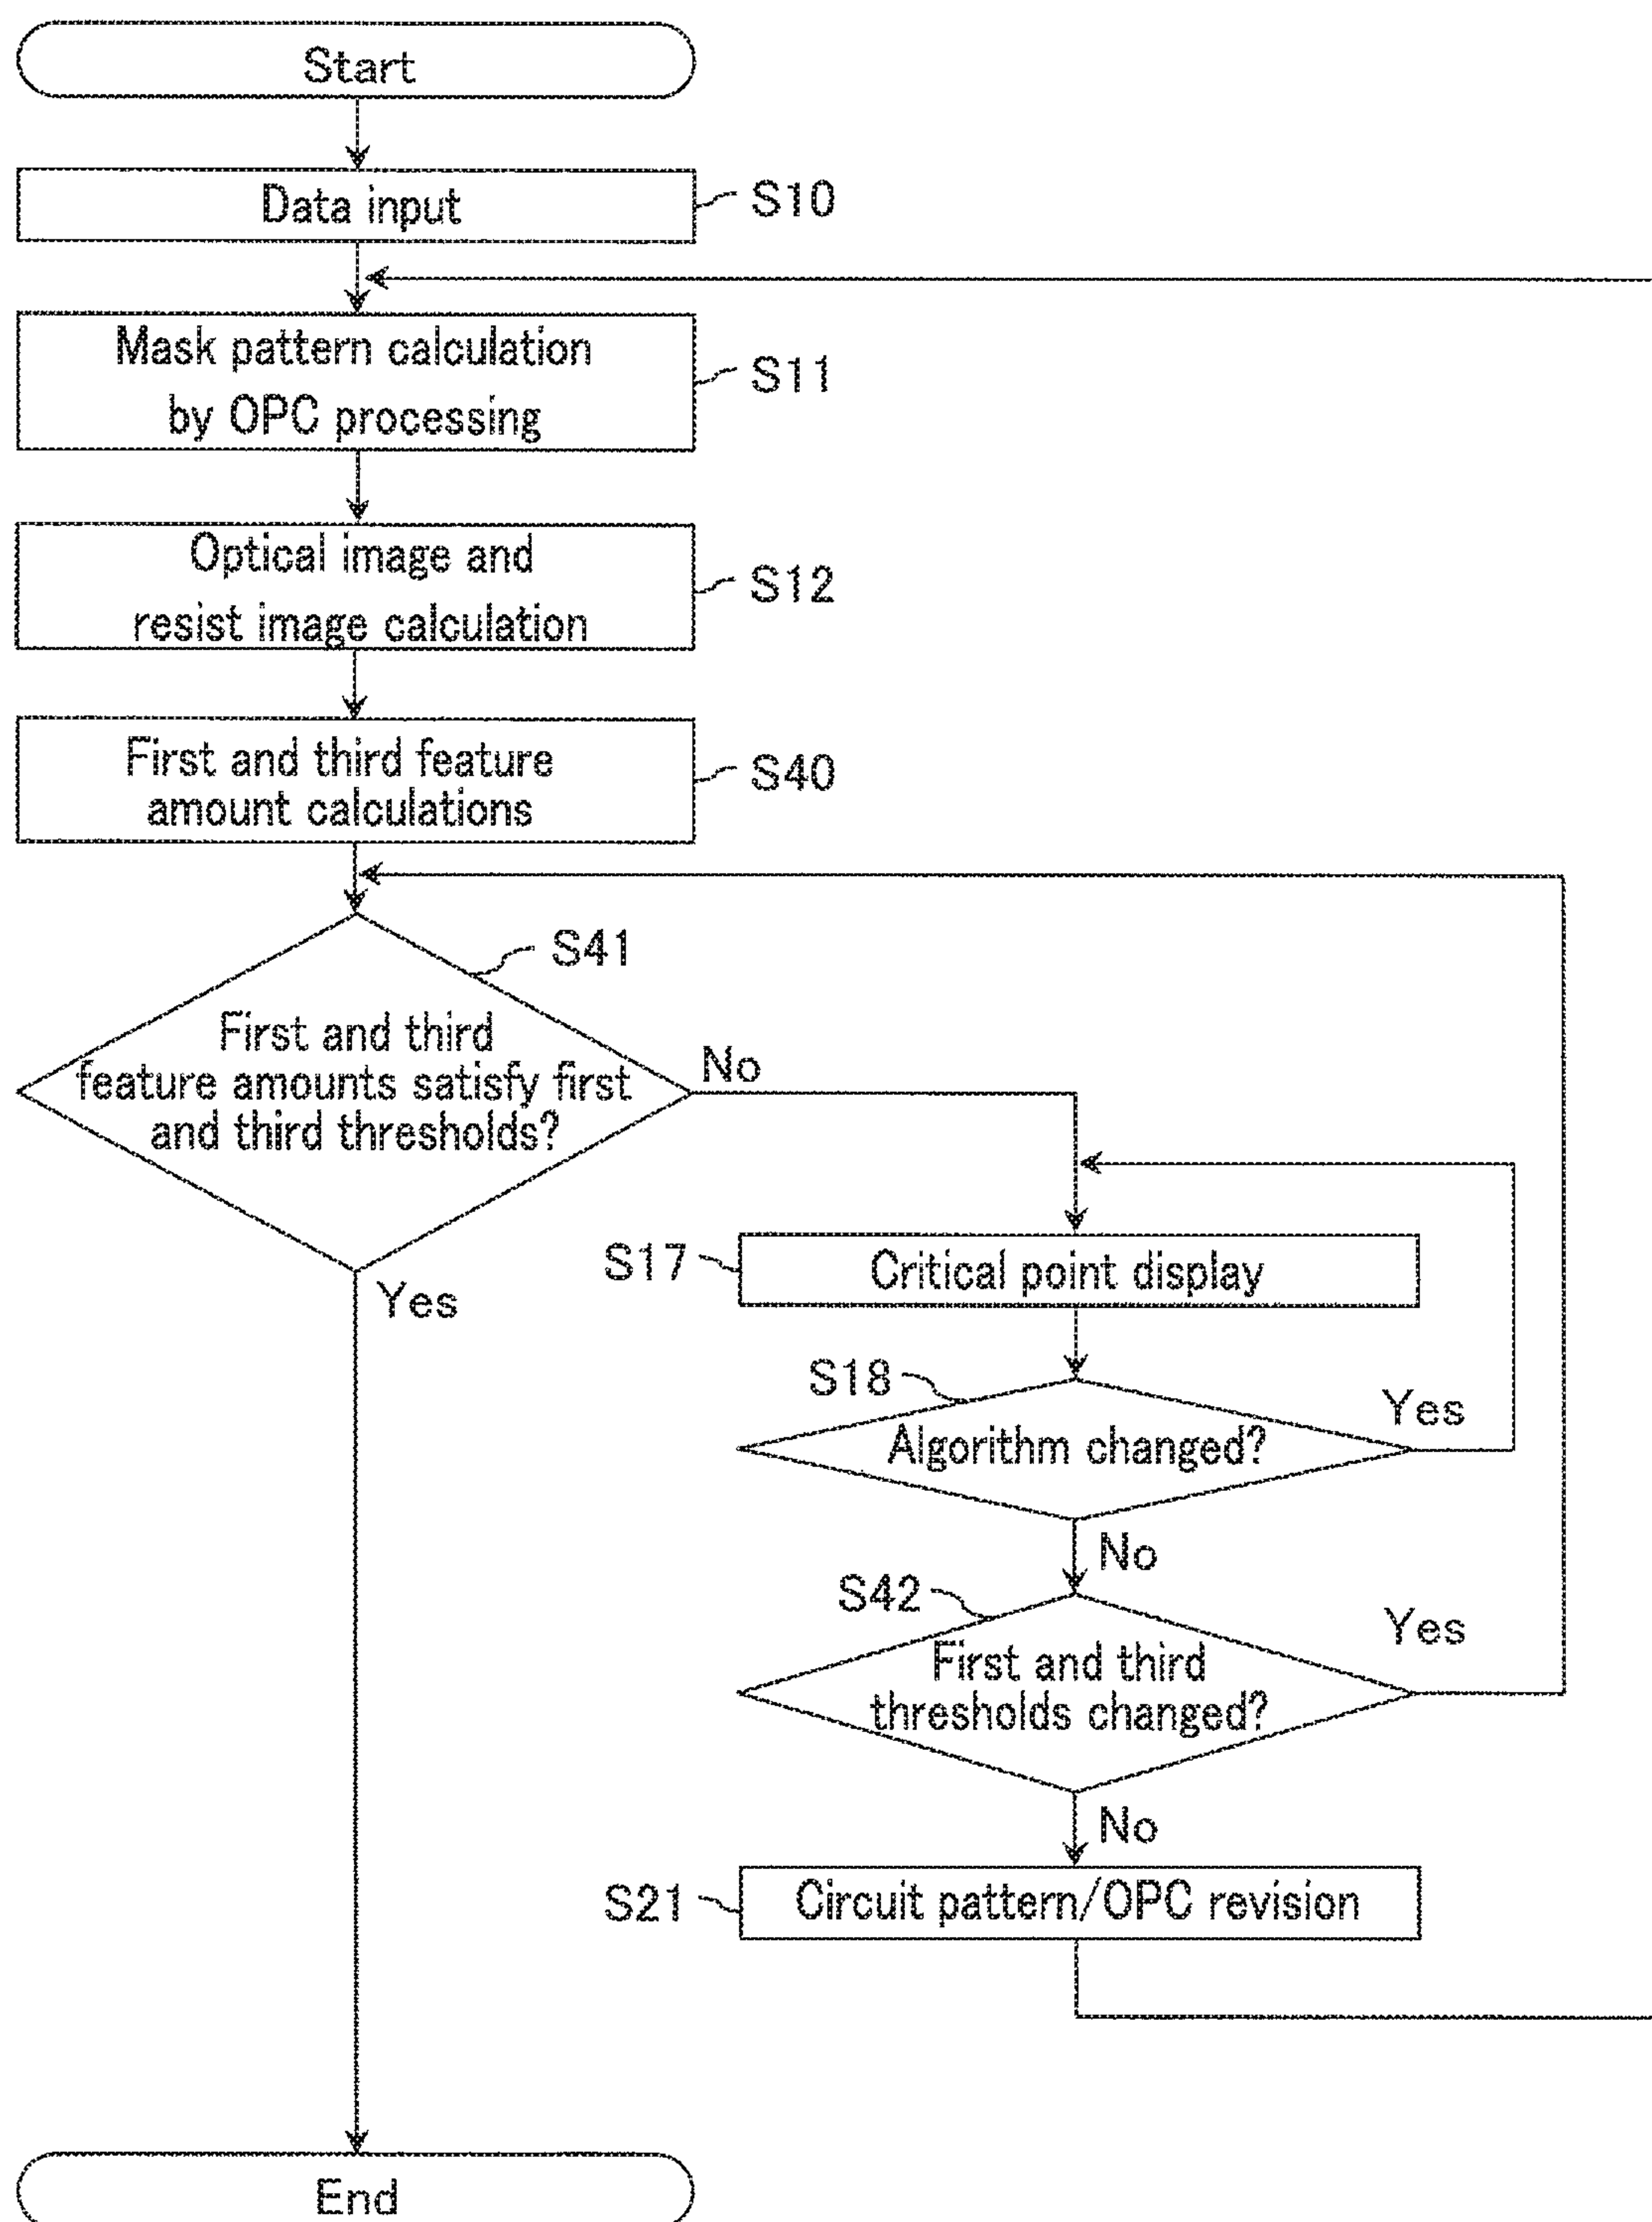 Start
Data input
S10
Mask pattern calculation
by OPC processing
S11
Optical image and
resist image calculation
S12
First and third feature
amount calculations
S40
S41
First and third
feature amounts satisfy first
and third thresholds?
No
Yes
S17
Critical point display
S18
Algorithm changed?
Yes
No
S42
First and third
thresholds changed?
Yes
No
S21
Circuit pattern/OPC revision
End